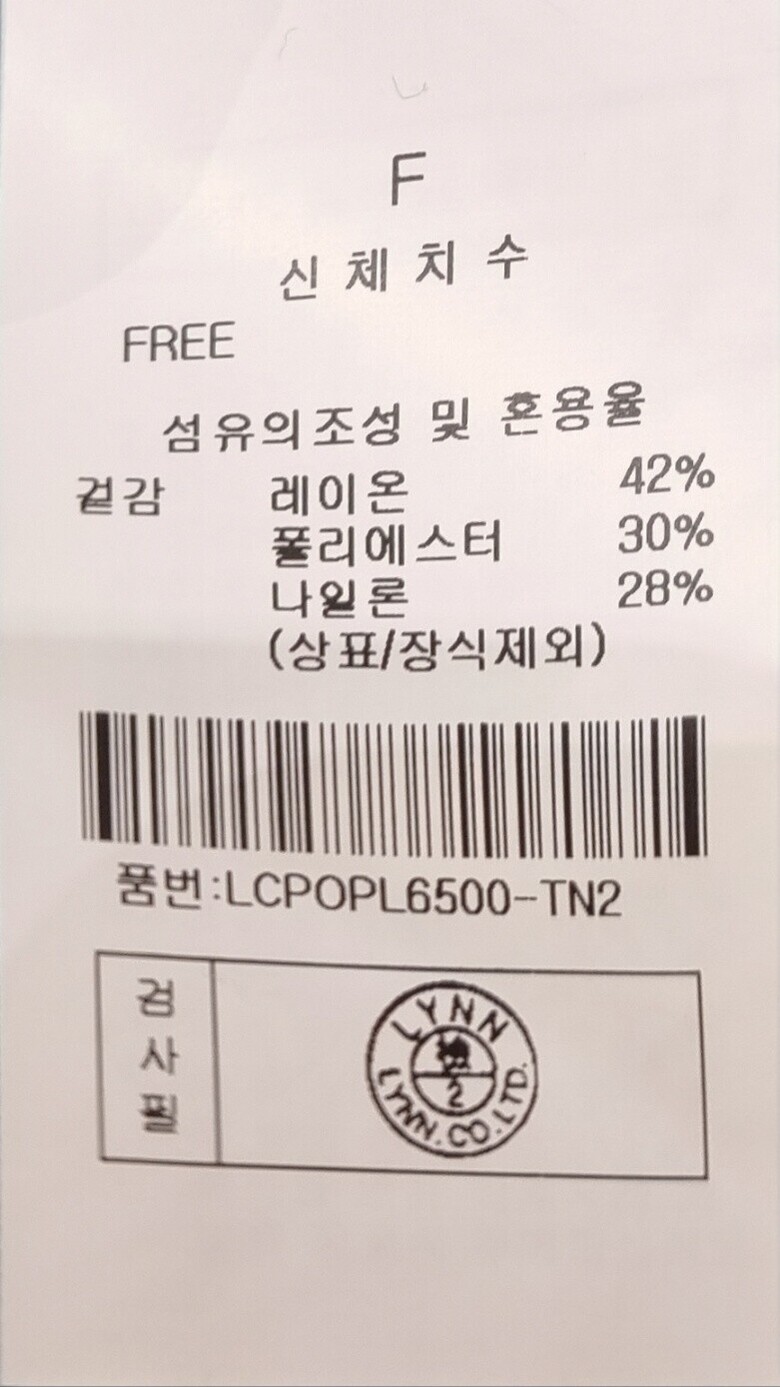 F
신체치수
FREE
섬유의조성 및 혼용율
겉감 레이온 42%
폴리에스터 30%
나일론 28%
(상표/장식제외)
품번:LCPOPL6500-TN2
검사필
LYNN
檢
2
LYNN.CO.LTD.